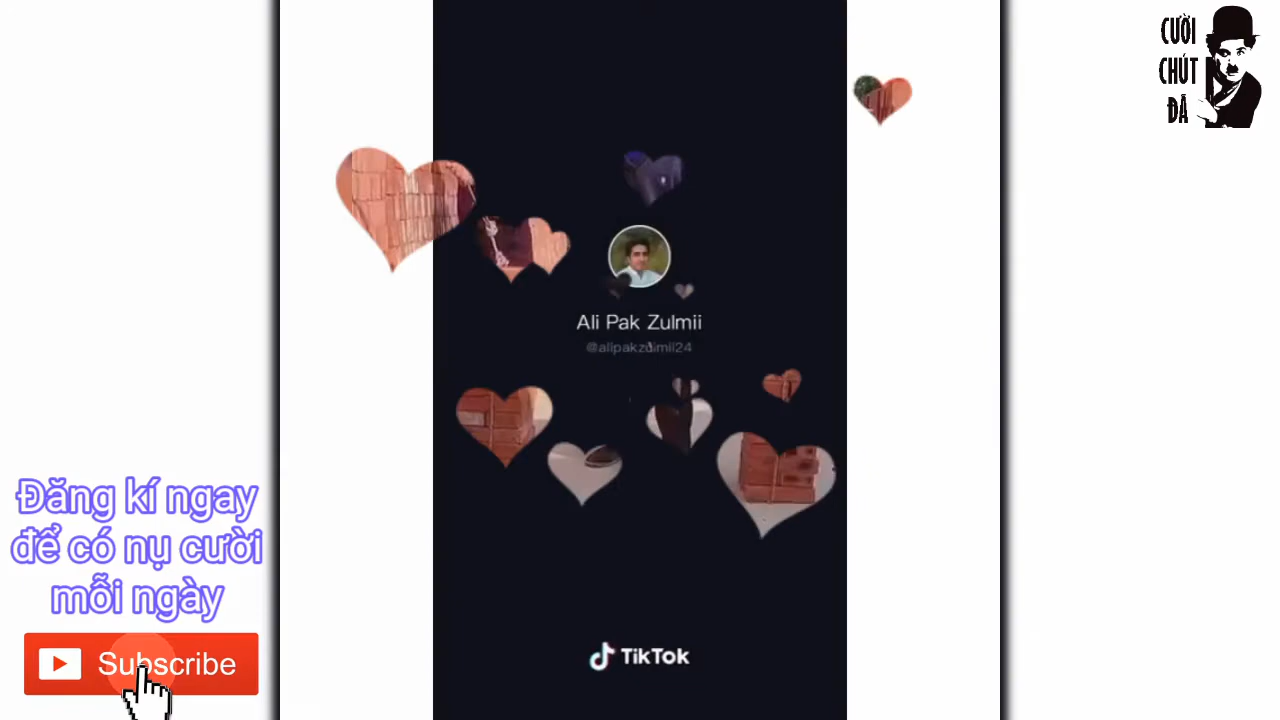 CƯỜI
CHÚT
ĐÃ
Ali Pak Zulmii
@alipakzulmii24
Đăng kí ngay
để có nụ cười
mỗi ngày
Subscribe
TikTok